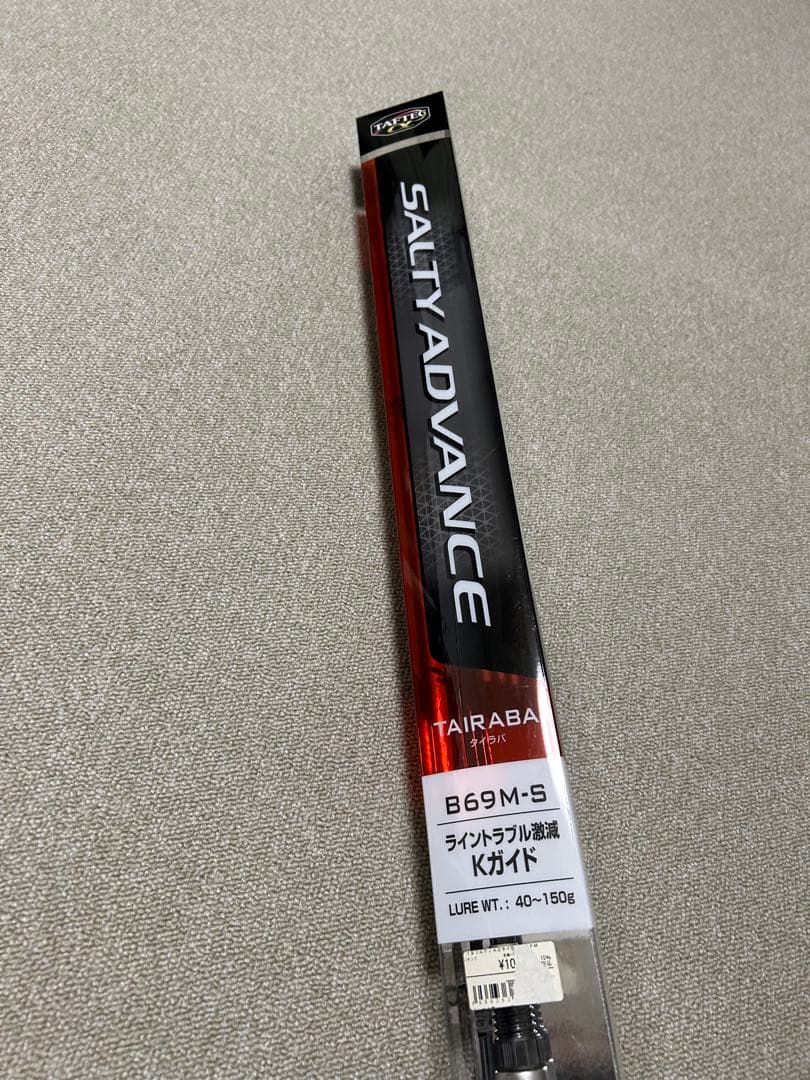 TAFTEC
α
SALTY ADVANCE
TAIRABA
タイラバ
B69M-S
ライントラブル激減
Kガイド
LURE WT.: 40～150g
¥10